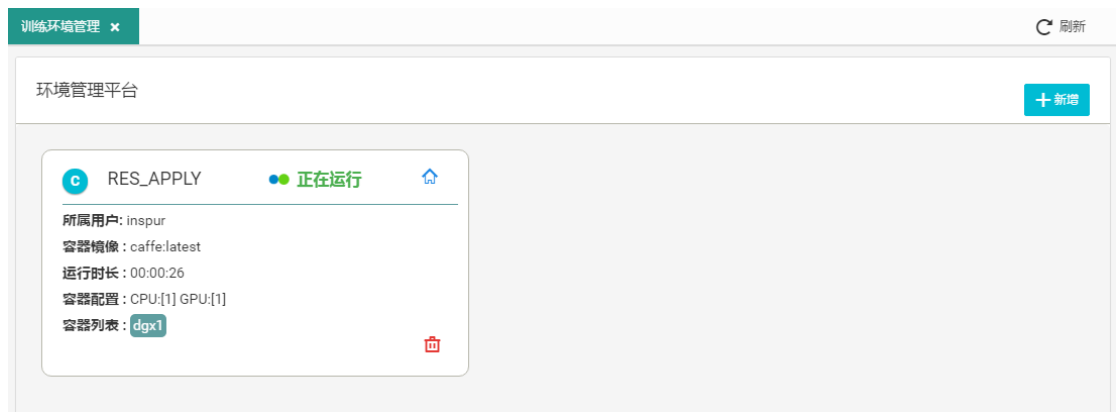 训练环境管理 ×
刷新
环境管理平台
+新增
C RES_APPLY 正在运行
所属用户: inspur
容器镜像 : caffe:latest
运行时长 : 00:00:26
容器配置 : CPU:[1] GPU:[1]
容器列表 : dgx1